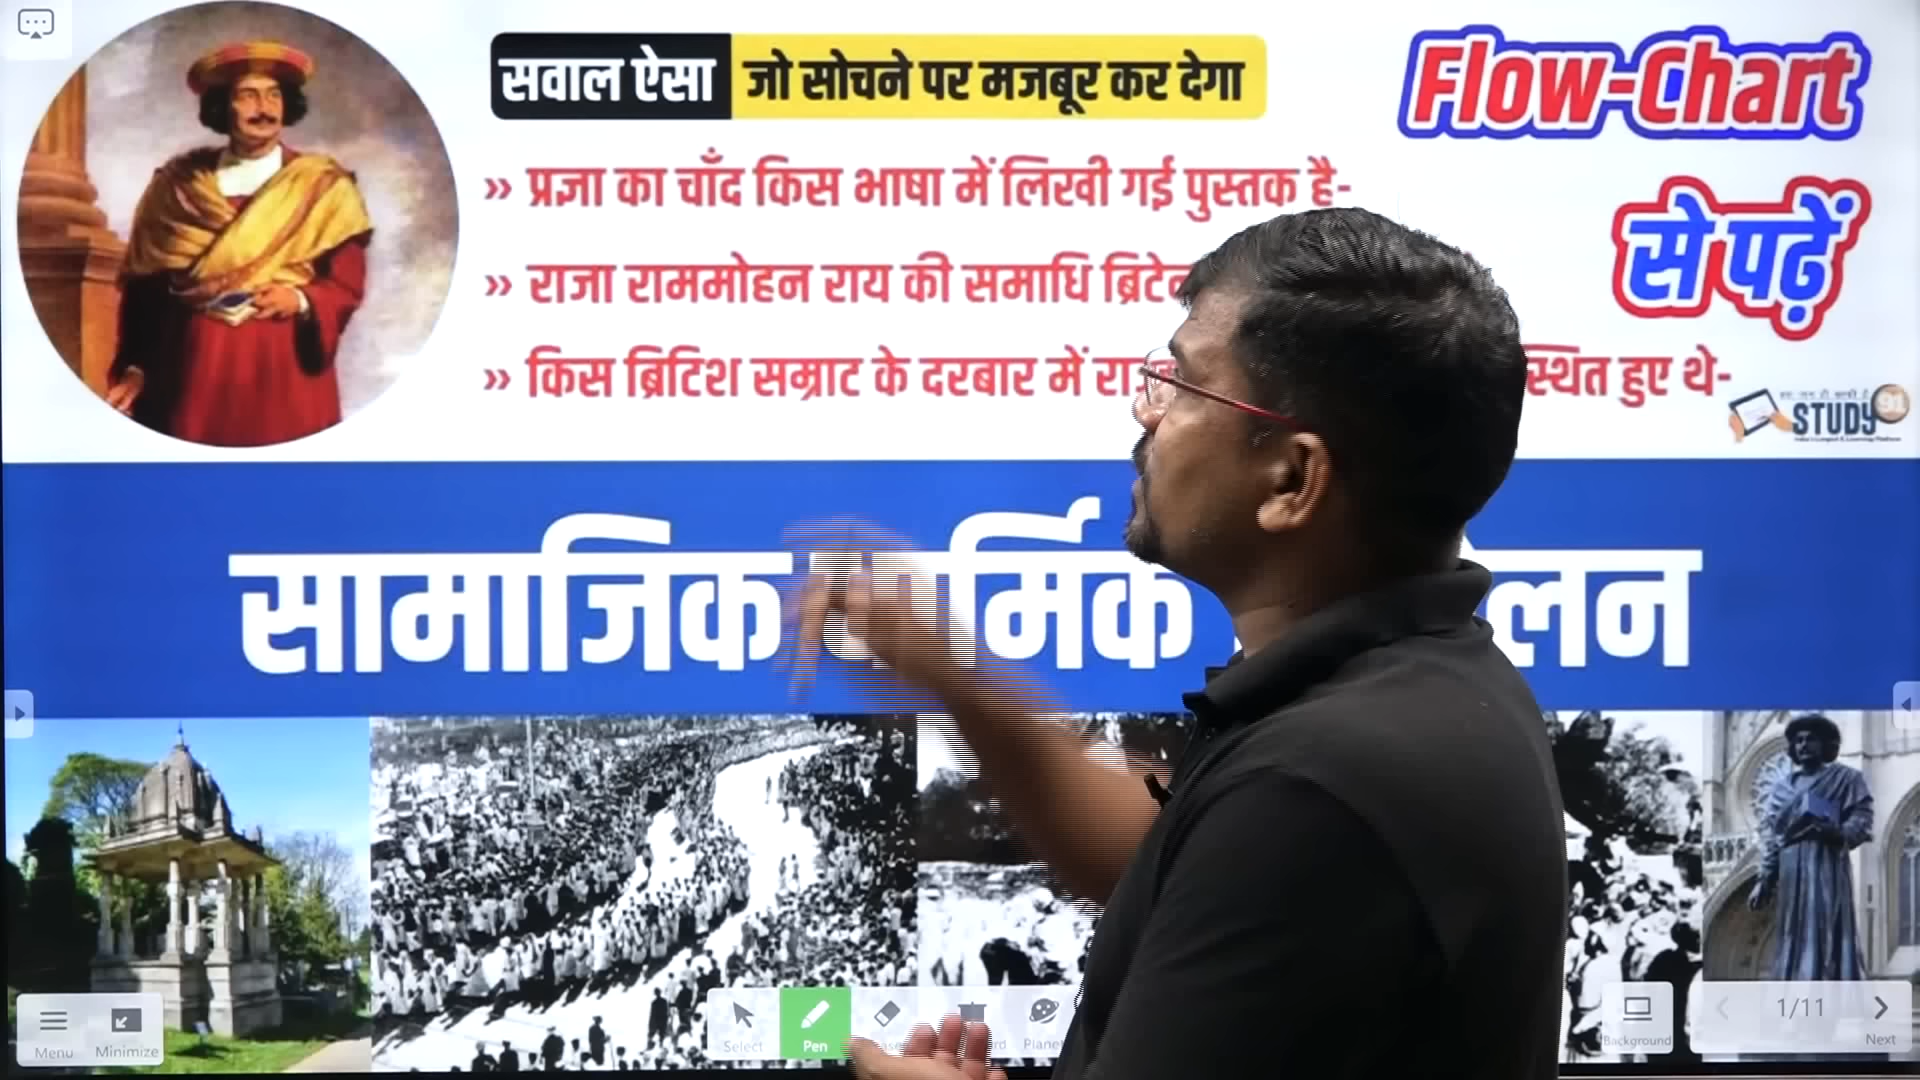 सवाल ऐसा जो सोचने पर मजबूर कर देगा
Flow-Chart
से पढ़ें
» प्रज्ञा का चाँद किस भाषा में लिखी गई पुस्तक है-
» राजा राममोहन राय की समाधि ब्रिटेन
» किस ब्रिटिश सम्राट के दरबार में स्थित हुए थे-
STUDY 91
सामाजिक
Menu
Minimize
Select
Pen
Planet
Background
1/11
Next